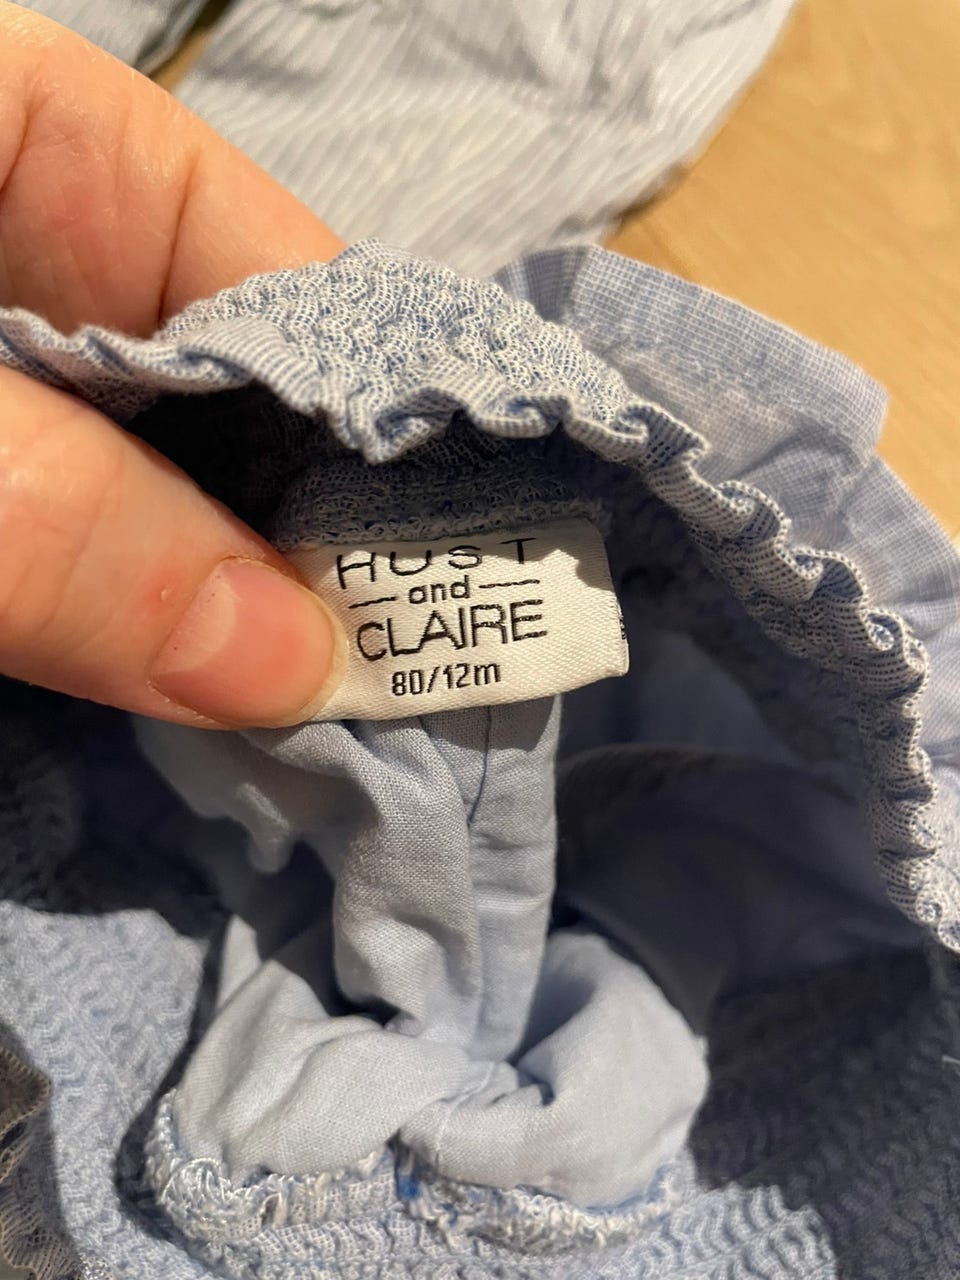 HUST
and
CLAIRE
80/12m